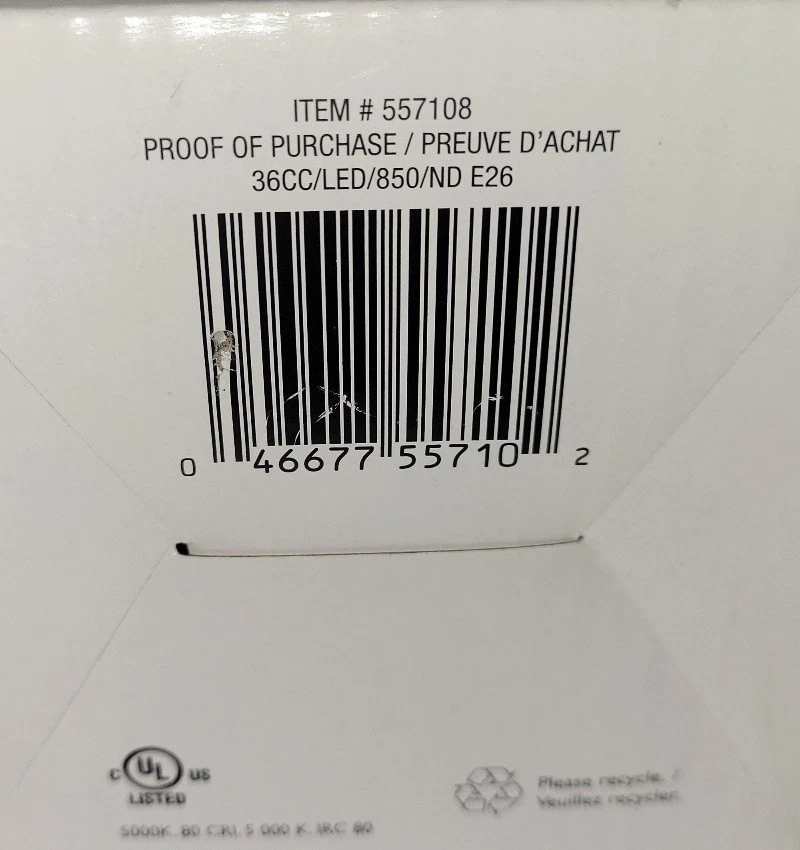 ITEM # 557108
PROOF OF PURCHASE / PREUVE D'ACHAT
36CC/LED/850/ND E26
0 46677 55710 2
C UL US
LISTED
Please recycle. /
Veuillez recycler.
5000K. 80 CRI. 5 000 K. IRC 80